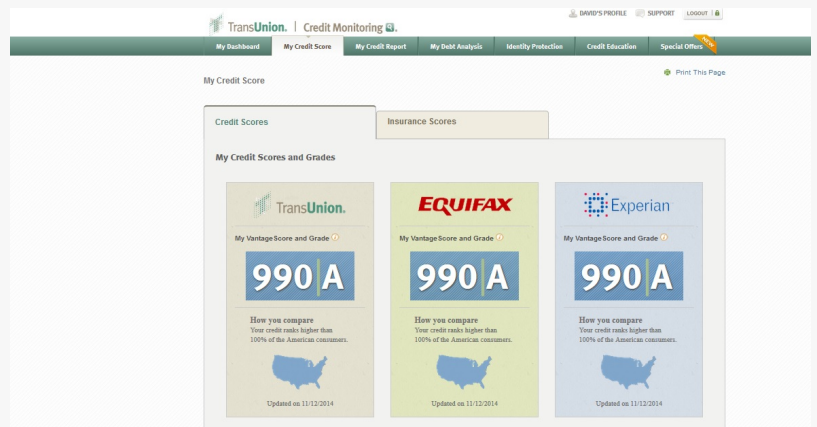 DAVID'S PROFILE SUPPORT LOGOUT
TransUnion. | Credit Monitoring
My Dashboard My Credit Score My Credit Report My Debt Analysis Identity Protection Credit Education Special Offers NEW
Print This Page
My Credit Score
Credit Scores Insurance Scores
My Credit Scores and Grades
TransUnion. EQUIFAX Experian
My VantageScore and Grade My VantageScore and Grade My VantageScore and Grade
990 A 990 A 990 A
How you compare How you compare How you compare
Your credit ranks higher than Your credit ranks higher than Your credit ranks higher than
100% of the American consumers. 100% of the American consumers. 100% of the American consumers.
Updated on 11/12/2014 Updated on 11/12/2014 Updated on 11/12/2014